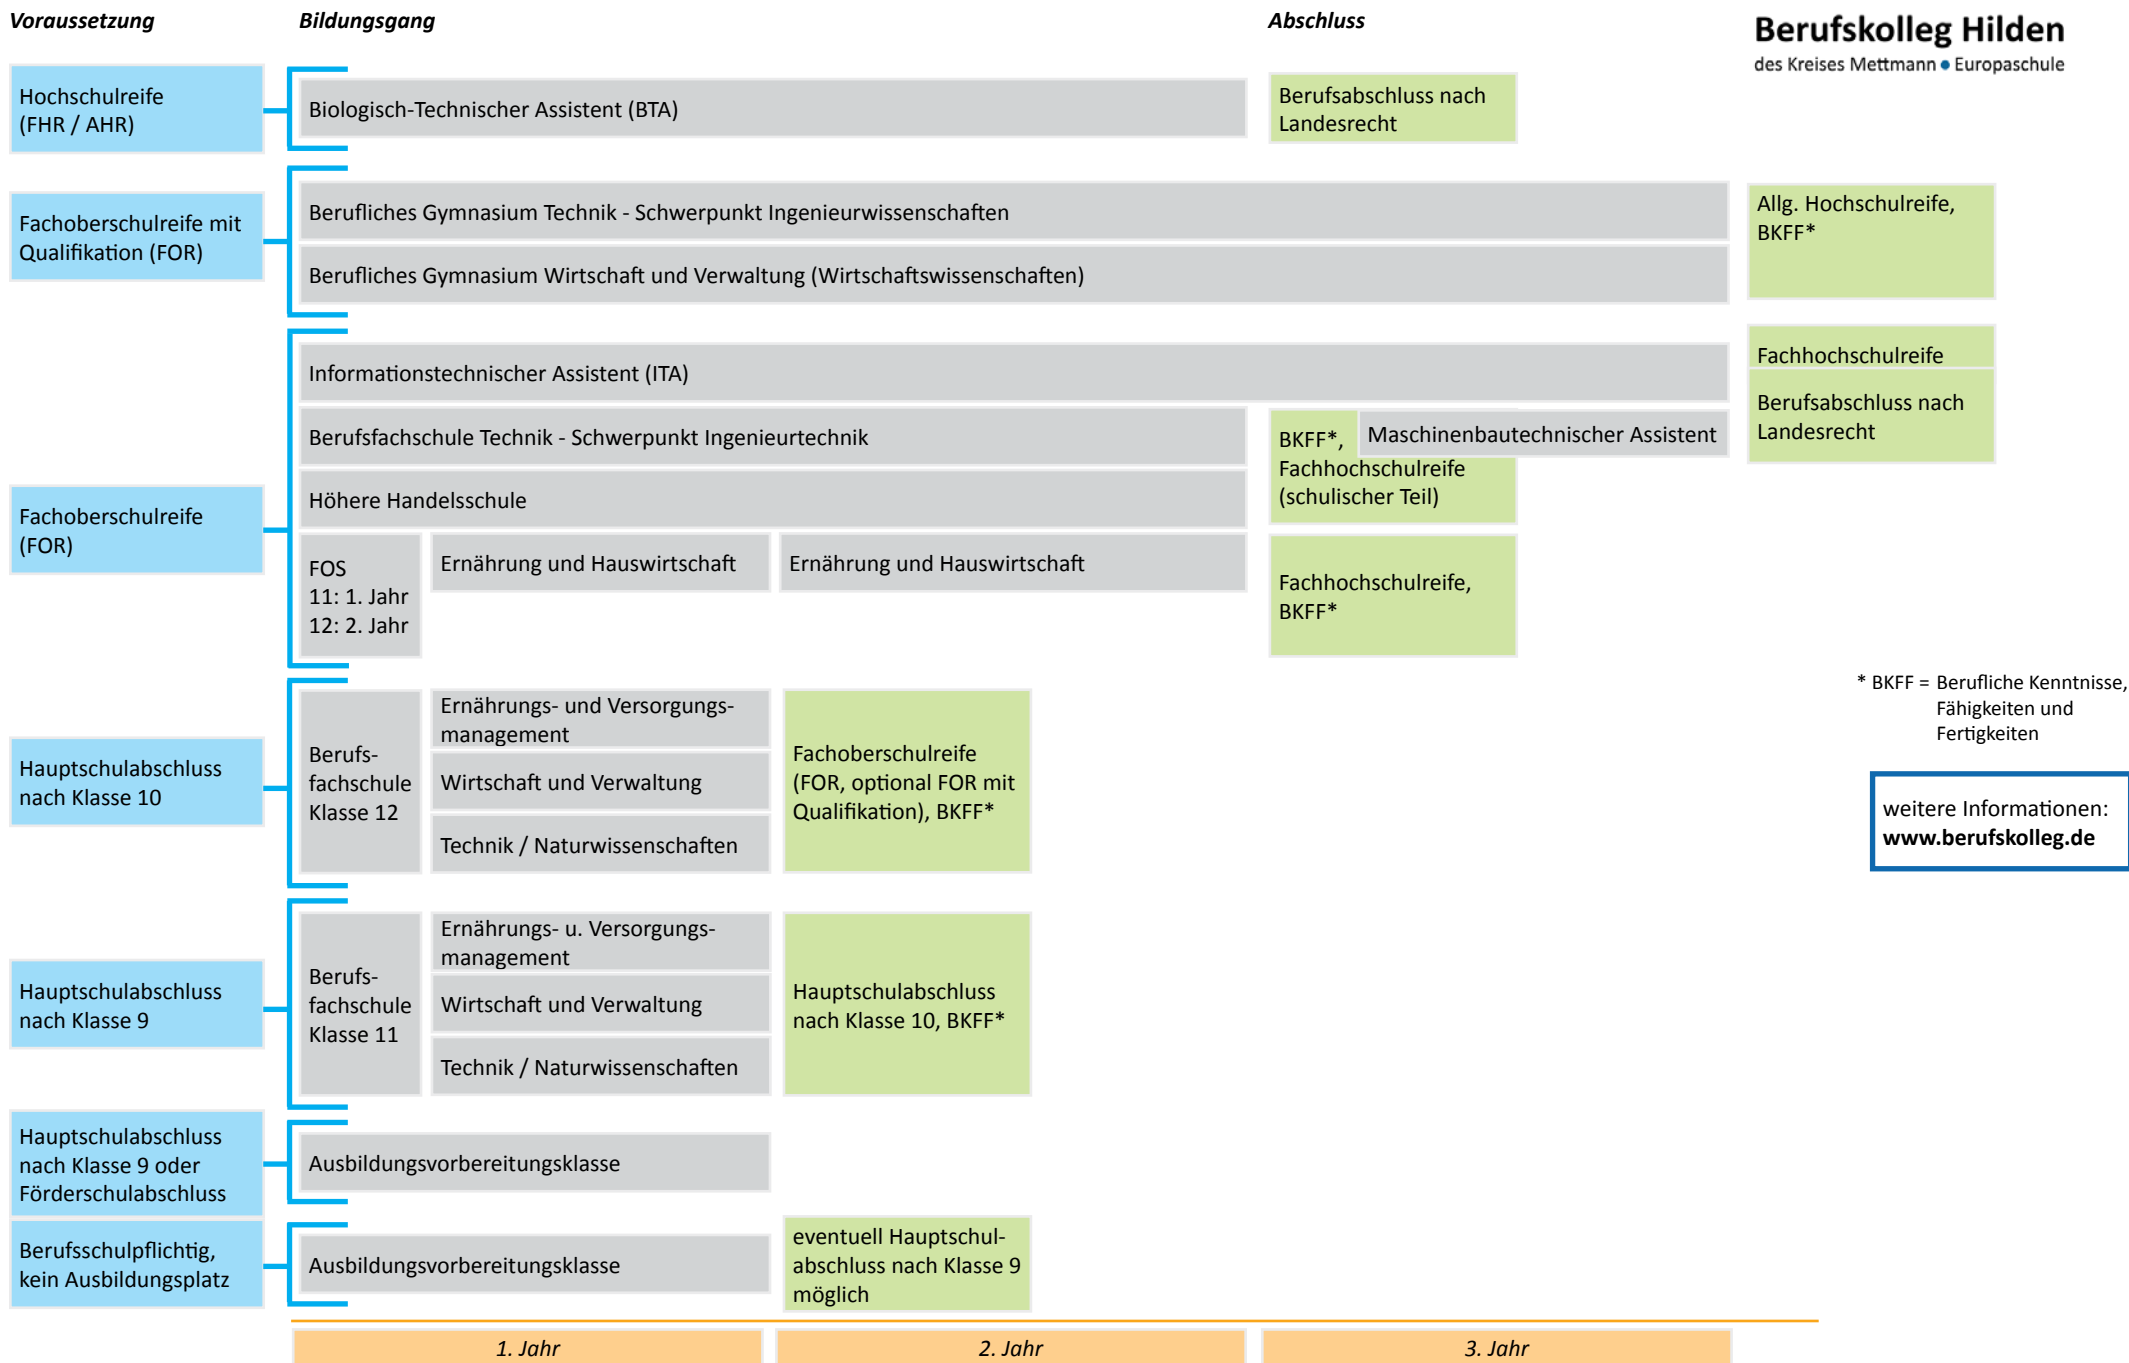 Voraussetzung
Bildungsgang
Abschluss
Berufskolleg Hilden
des Kreises Mettmann • Europaschule
Hochschulreife
(FHR / AHR)
Biologisch-Technischer Assistent (BTA)
Berufsabschluss nach
Landesrecht
Fachoberschulreife mit
Qualifikation (FOR)
Berufliches Gymnasium Technik - Schwerpunkt Ingenieurwissenschaften
Berufliches Gymnasium Wirtschaft und Verwaltung (Wirtschaftswissenschaften)
Allg. Hochschulreife,
BKFF*
Fachoberschulreife
(FOR)
Informationstechnischer Assistent (ITA)
Fachhochschulreife
Berufsabschluss nach
Landesrecht
Berufsfachschule Technik - Schwerpunkt Ingenieurtechnik
BKFF*,
Fachhochschulreife
(schulischer Teil)
Maschinenbautechnischer Assistent
Höhere Handelsschule
FOS
11: 1. Jahr
12: 2. Jahr
Ernährung und Hauswirtschaft
Ernährung und Hauswirtschaft
Fachhochschulreife,
BKFF*
* BKFF = Berufliche Kenntnisse,
Fähigkeiten und
Fertigkeiten
Hauptschulabschluss
nach Klasse 10
Berufs-
fachschule
Klasse 12
Ernährungs- und Versorgungs-
management
Wirtschaft und Verwaltung
Technik / Naturwissenschaften
Fachoberschulreife
(FOR, optional FOR mit
Qualifikation), BKFF*
weitere Informationen:
www.berufskolleg.de
Hauptschulabschluss
nach Klasse 9
Berufs-
fachschule
Klasse 11
Ernährungs- u. Versorgungs-
management
Wirtschaft und Verwaltung
Technik / Naturwissenschaften
Hauptschulabschluss
nach Klasse 10, BKFF*
Hauptschulabschluss
nach Klasse 9 oder
Förderschulabschluss
Ausbildungsvorbereitungsklasse
Berufsschulpflichtig,
kein Ausbildungsplatz
Ausbildungsvorbereitungsklasse
eventuell Hauptschul-
abschluss nach Klasse 9
möglich
1. Jahr
2. Jahr
3. Jahr